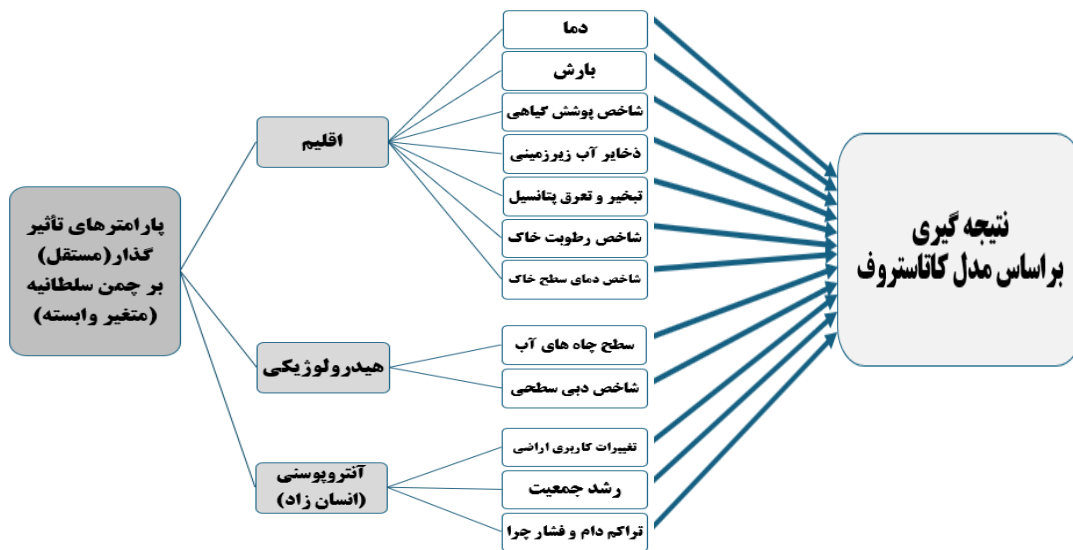 پارامترهای تأثیر
گذار(مستقل)
بر چمن سلطانیه
(متغیر وابسته)
اقلیم
هیدرولوژیکی
آنتروپوسنی
(انسان زاد)
دما
بارش
شاخص پوشش گیاهی
ذخایر آب زیرزمینی
تبخیر و تعرق پتانسیل
شاخص رطوبت خاک
شاخص دمای سطح خاک
سطح چاه های آب
شاخص دبی سطحی
تغییرات کاربری اراضی
رشد جمعیت
تراکم دام و فشار چرا
نتیجه گیری
براساس مدل کاتاستروف